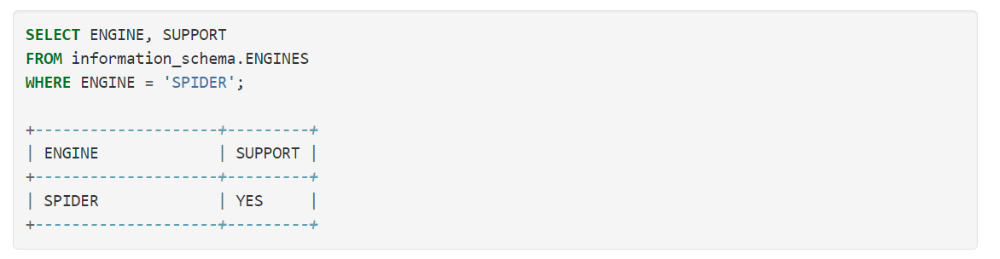 SELECT ENGINE, SUPPORT
FROM information_schema.ENGINES
WHERE ENGINE = 'SPIDER';

+--------------------+---------+
| ENGINE             | SUPPORT |
+--------------------+---------+
| SPIDER             | YES     |
+--------------------+---------+